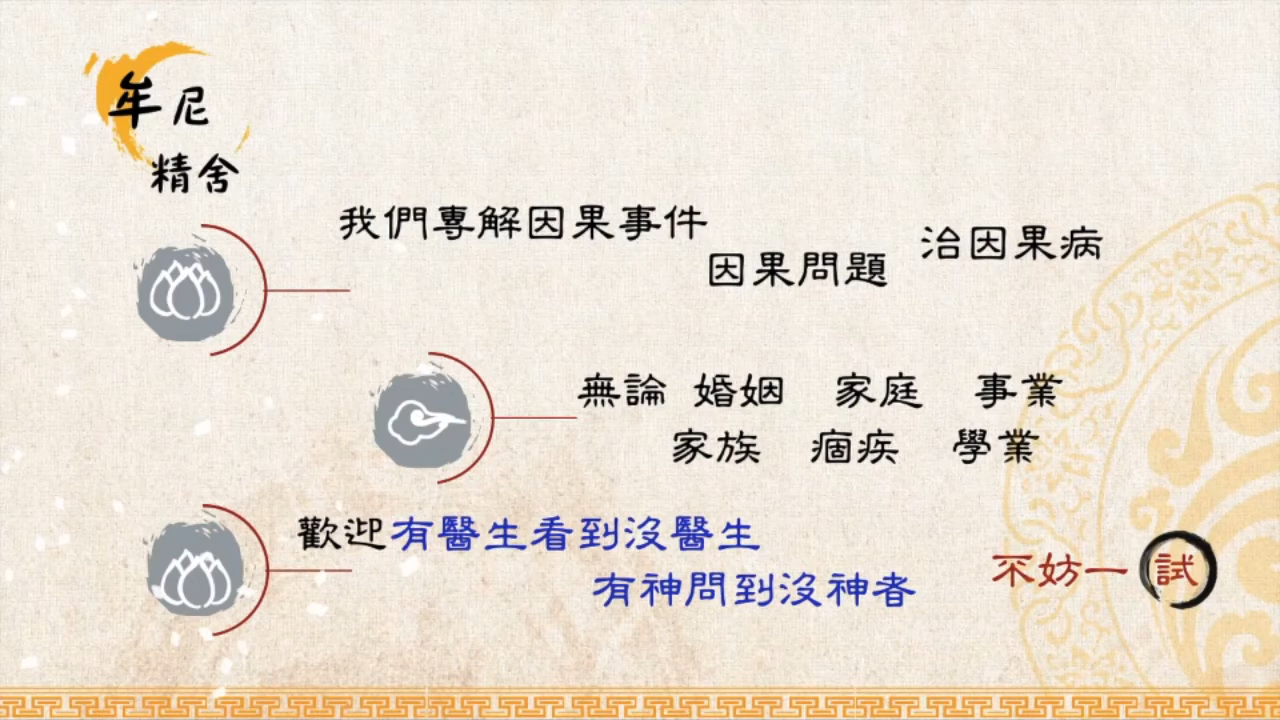 牟尼
精舍
我們專解因果事件
因果問題
治因果病
無論 婚姻 家庭 事業
家族 痼疾 學業
歡迎有醫生看到沒醫生
有神問到沒神者
不妨一試